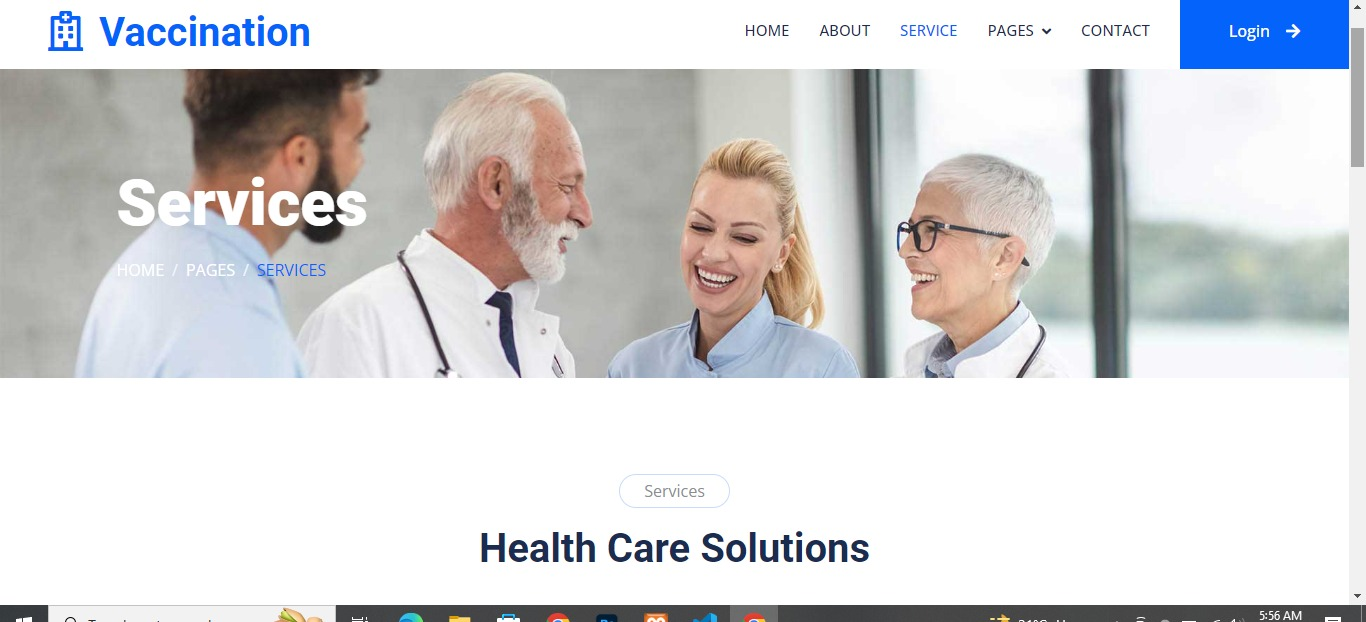 Vaccination
HOME ABOUT SERVICE PAGES CONTACT Login
Services
HOME / PAGES / SERVICES
Services
Health Care Solutions
5:56 AM